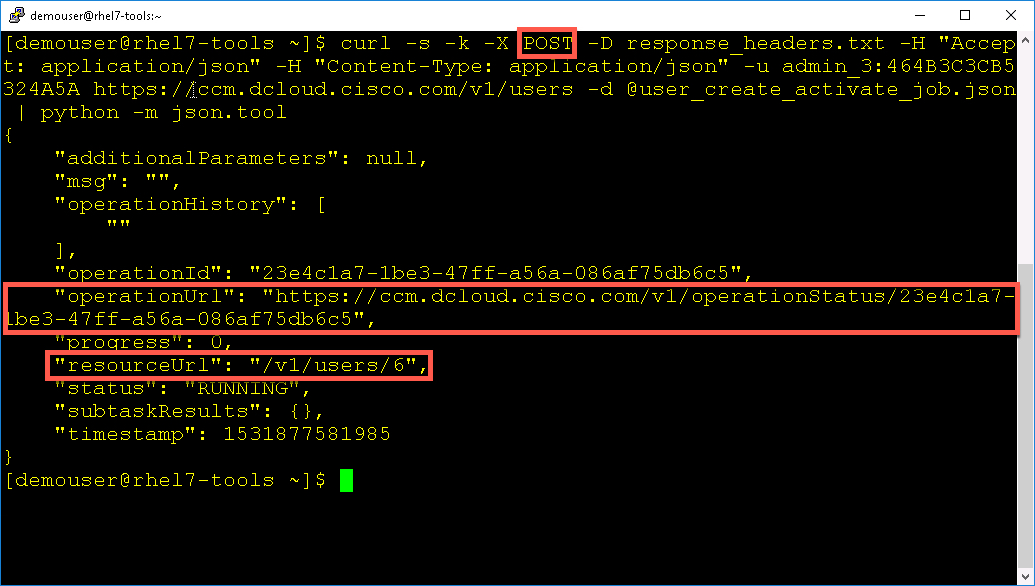 demouser@rhel7-tools:~
[demouser@rhel7-tools ~]$ curl -s -k -X POST -D response_headers.txt -H "Accep
t: application/json" -H "Content-Type: application/json" -u admin_3:464B3C3CB5
324A5A https://ccm.dcloud.cisco.com/v1/users -d @user_create_activate_job.json
 | python -m json.tool
{
    "additionalParameters": null,
    "msg": "",
    "operationHistory": [
        ""
    ],
    "operationId": "23e4c1a7-1be3-47ff-a56a-086af75db6c5",
    "operationUrl": "https://ccm.dcloud.cisco.com/v1/operationStatus/23e4c1a7-
1be3-47ff-a56a-086af75db6c5",
    "progress": 0,
    "resourceUrl": "/v1/users/6",
    "status": "RUNNING",
    "subtaskResults": {},
    "timestamp": 1531877581985
}
[demouser@rhel7-tools ~]$